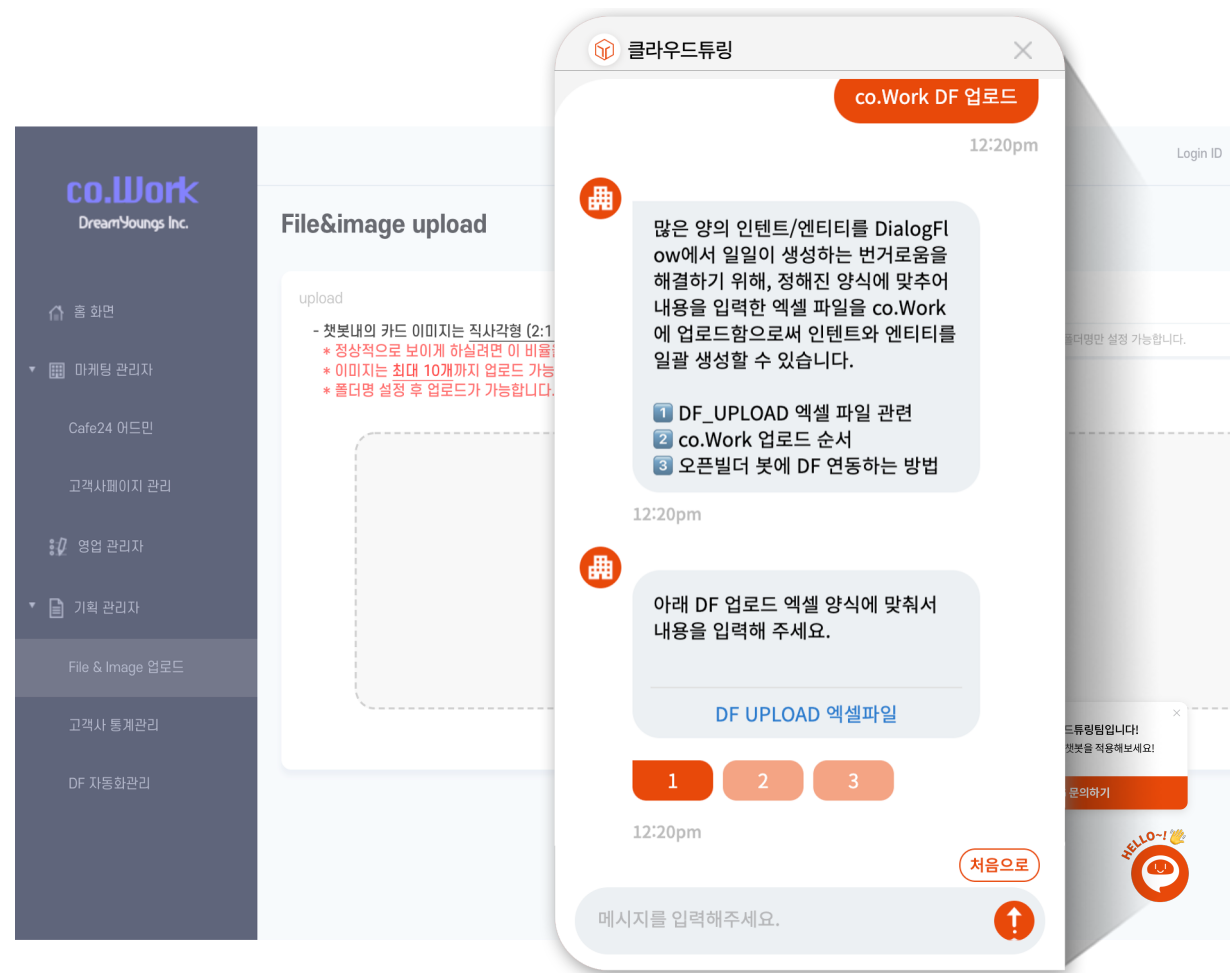 클라우드튜링
co.Work DF 업로드
12:20pm
많은 양의 인텐트/엔티티를 DialogFl
ow에서 일일이 생성하는 번거로움을
해결하기 위해, 정해진 양식에 맞추어
내용을 입력한 엑셀 파일을 co.Work
에 업로드함으로써 인텐트와 엔티티를
일괄 생성할 수 있습니다.
1 DF_UPLOAD 엑셀 파일 관련
2 co.Work 업로드 순서
3 오픈빌더 봇에 DF 연동하는 방법
12:20pm
아래 DF 업로드 엑셀 양식에 맞춰서
내용을 입력해 주세요.
DF UPLOAD 엑셀파일
1 2 3
12:20pm
처음으로
메시지를 입력해주세요.
co.Work
DreamYoungs Inc.
홈 화면
마케팅 관리자
Cafe24 어드민
고객사페이지 관리
영업 관리자
기획 관리자
File & Image 업로드
고객사 통계관리
DF 자동화관리
Login ID
File&image upload
upload
- 챗봇내의 카드 이미지는 직사각형 (2:1
* 정상적으로 보이게 하실려면 이 비율
* 이미지는 최대 10개까지 업로드 가능
* 폴더명 설정 후 업로드가 가능합니다.
폴더명만 설정 가능합니다.
드튜링팀입니다!
챗봇을 적용해보세요!
문의하기
HELLO~!